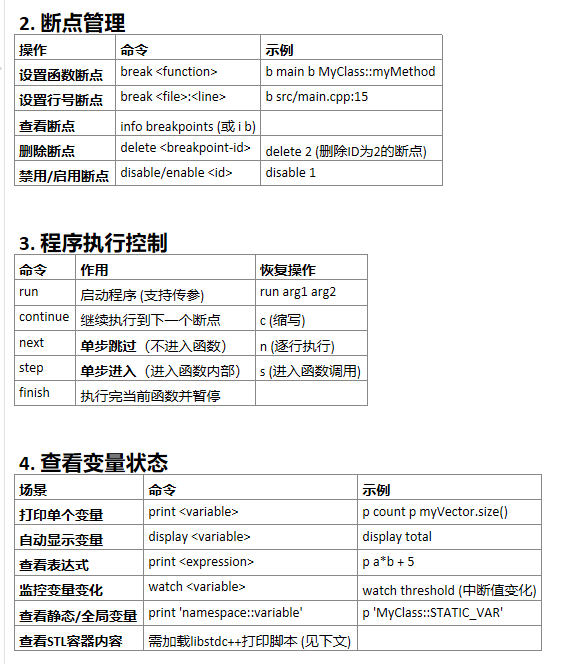 2. 断点管理
操作 命令 示例
设置函数断点 break <function> b main b MyClass::myMethod
设置行号断点 break <file>:<line> b src/main.cpp:15
查看断点 info breakpoints (或 i b)
删除断点 delete <breakpoint-id> delete 2 (删除ID为2的断点)
禁用/启用断点 disable/enable <id> disable 1
3. 程序执行控制
命令 作用 恢复操作
run 启动程序 (支持传参) run arg1 arg2
continue 继续执行到下一个断点 c (缩写)
next 单步跳过（不进入函数） n (逐行执行)
step 单步进入（进入函数内部） s (进入函数调用)
finish 执行完当前函数并暂停
4. 查看变量状态
场景 命令 示例
打印单个变量 print <variable> p count p myVector.size()
自动显示变量 display <variable> display total
查看表达式 print <expression> p a*b + 5
监控变量变化 watch <variable> watch threshold (中断值变化)
查看静态/全局变量 print 'namespace::variable' p 'MyClass::STATIC_VAR'
查看STL容器内容 需加载libstdc++打印脚本 (见下文)